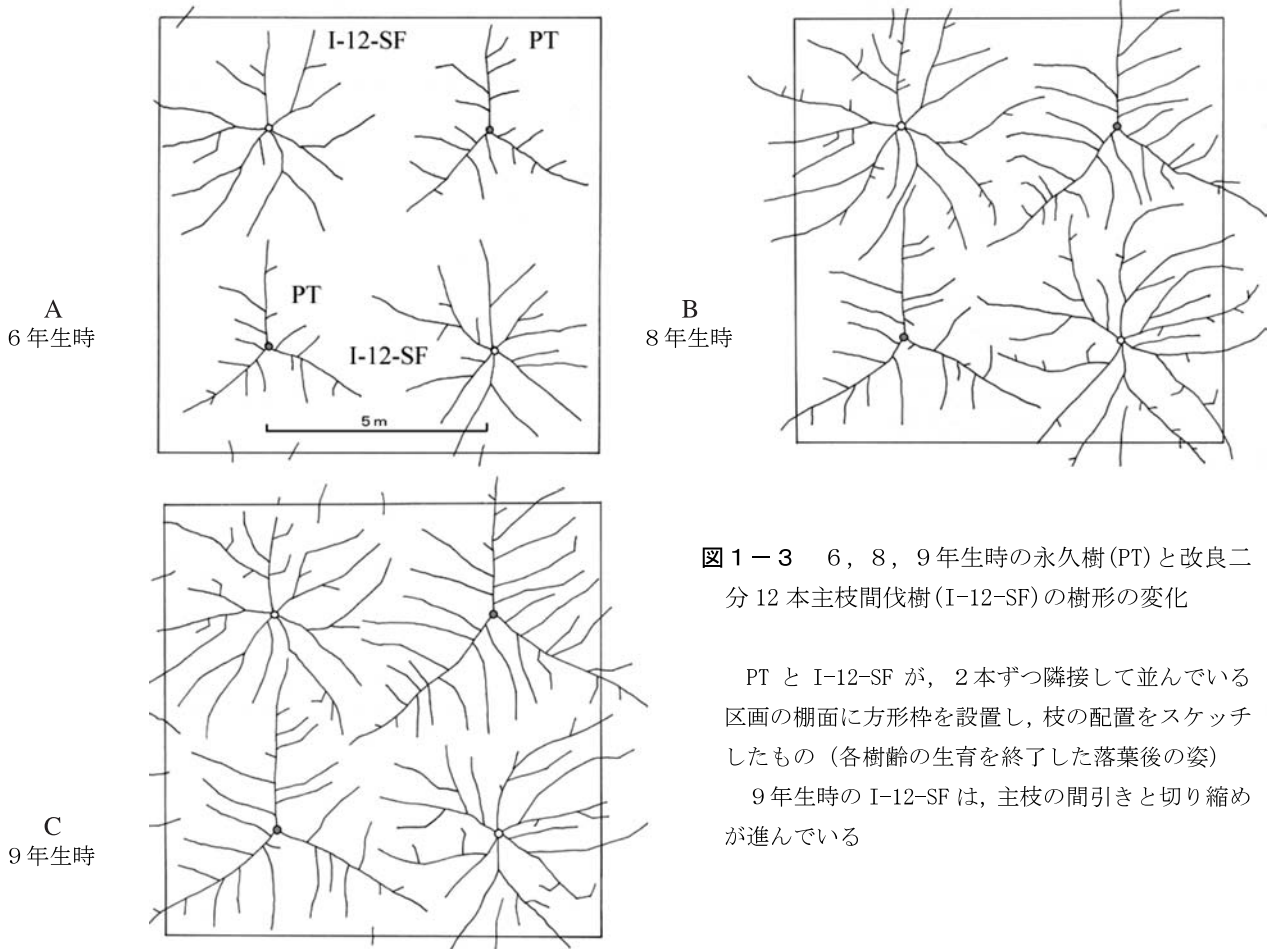 I-12-SF
PT
PT
I-12-SF
5m
A
6年生時
B
8年生時
C
9年生時
図1-3 6,8,9年生時の永久樹(PT)と改良二
分12本主枝間伐樹(I-12-SF)の樹形の変化
PT と I-12-SF が,2本ずつ隣接して並んでいる
区画の棚面に方形枠を設置し,枝の配置をスケッチ
したもの(各樹齢の生育を終了した落葉後の姿)
9年生時の I-12-SF は,主枝の間引きと切り縮め
が進んでいる